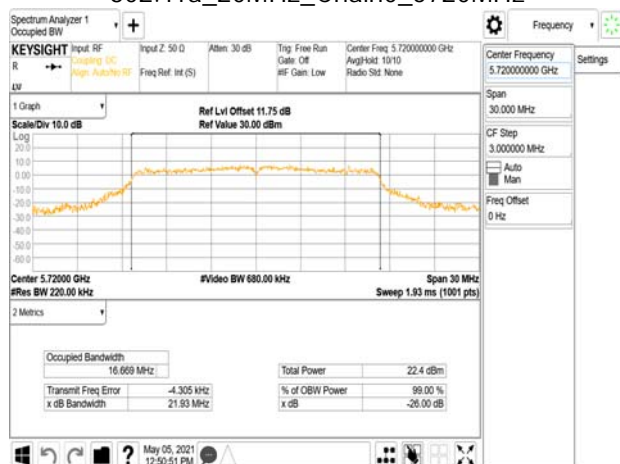 802.11a_20MHz_Chain0_5720MHz
Spectrum Analyzer 1
Occupied BW
+
Frequency
KEYSIGHT
R
LV
Input: RF
Coupling: DC
Align: Auto/No RF
Input Z: 50 Ω
Freq Ref: Int (S)
Atten: 30 dB
Trig: Free Run
Gate: Off
#IF Gain: Low
Center Freq: 5.720000000 GHz
Avg|Hold: 10/10
Radio Std: None
Center Frequency
5.720000000 GHz
Settings
Span
30.000 MHz
CF Step
3.000000 MHz
Auto
Man
Freq Offset
0 Hz
1 Graph
Scale/Div 10.0 dB
Ref Lvl Offset 11.75 dB
Ref Value 30.00 dBm
Log
20.0
10.0
0.00
-10.0
-20.0
-30.0
-40.0
-50.0
-60.0
Center 5.72000 GHz
#Res BW 220.00 kHz
#Video BW 680.00 kHz
Span 30 MHz
Sweep 1.93 ms (1001 pts)
2 Metrics
Occupied Bandwidth
16.669 MHz
Transmit Freq Error -4.305 kHz
x dB Bandwidth 21.93 MHz
Total Power 22.4 dBm
% of OBW Power 99.00 %
x dB -26.00 dB
?
May 05, 2021
12:50:51 PM